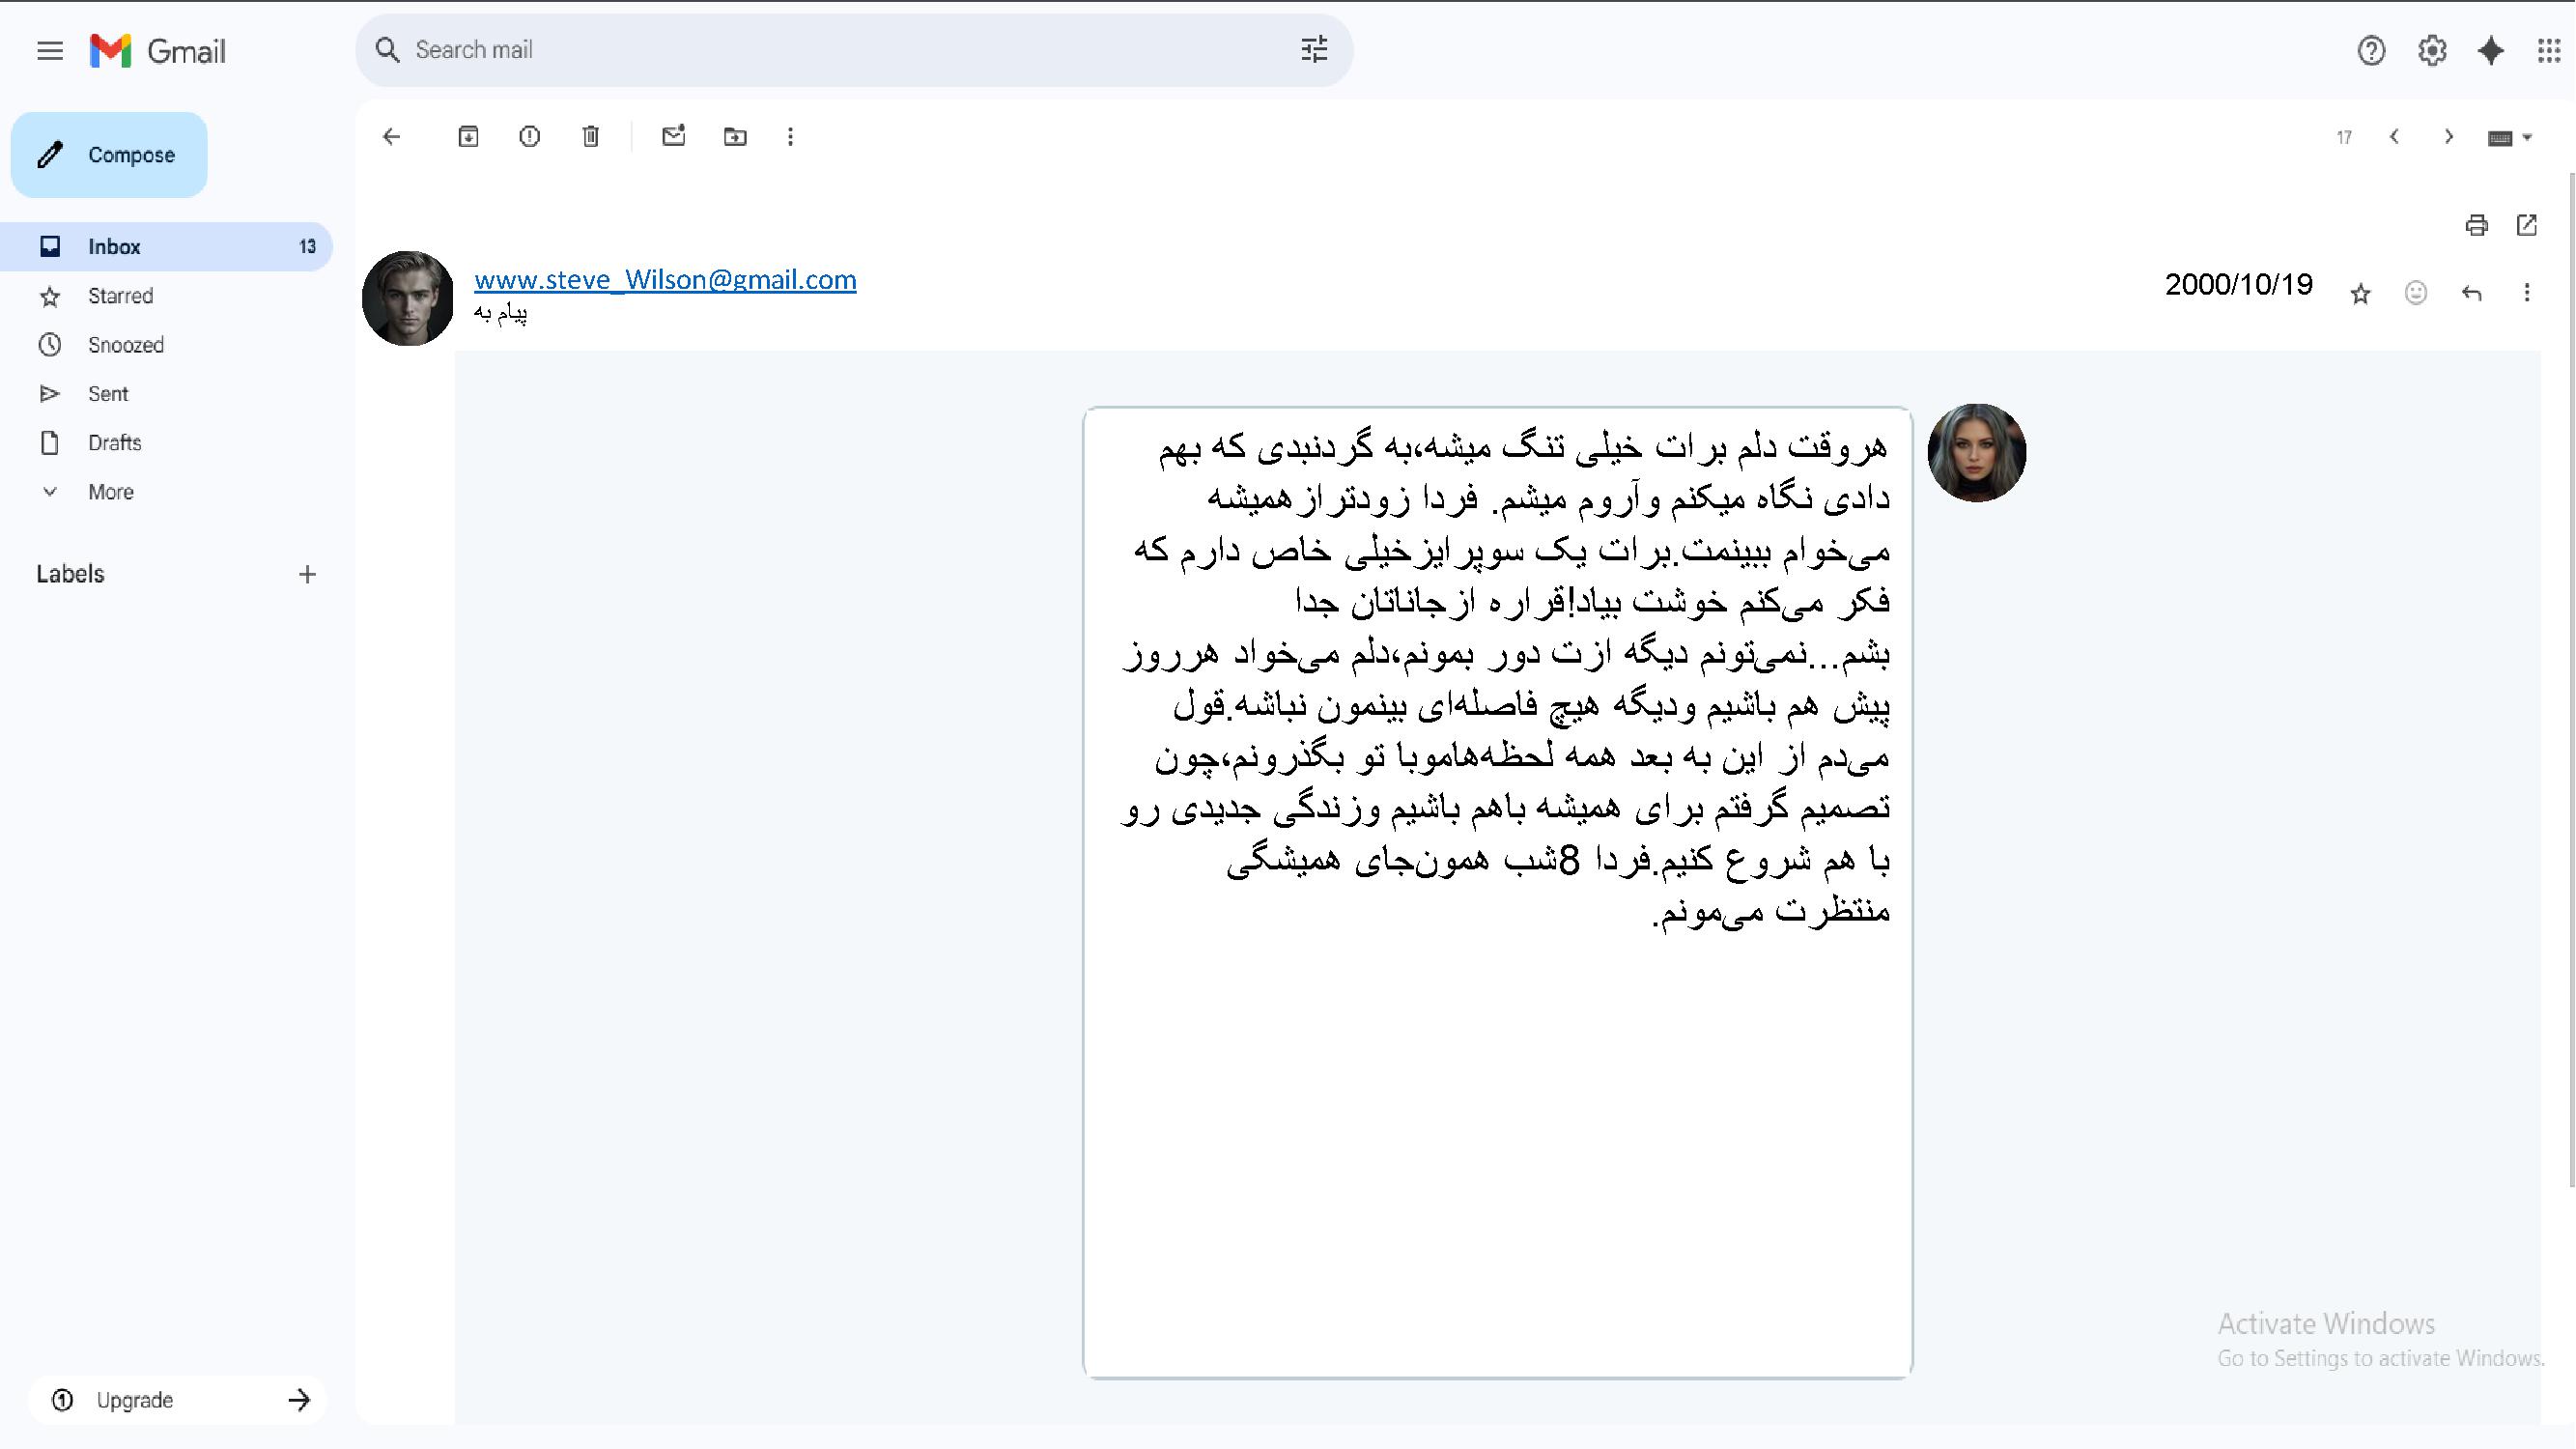 Gmail
Search mail
Compose
17
Inbox 13
Starred
Snoozed
Sent
Drafts
More
Labels
www.steve_Wilson@gmail.com
2000/10/19
پیام به
هروقت دلم برات خیلی تنگ میشه،به گردنبدی که بهم
دادی نگاه میکنم وآروم میشم. فردا زودترازهمیشه
می‌خوام ببینمت.برات یک سوپرایزخیلی خاص دارم که
فکر می‌کنم خوشت بیاد!قراره ازجاناتان جدا
بشم...نمی‌تونم دیگه ازت دور بمونم،دلم می‌خواد هرروز
پیش هم باشیم ودیگه هیچ فاصله‌ای بینمون نباشه.قول
می‌دم از این به بعد همه لحظه‌هاموبا تو بگذرونم،چون
تصمیم گرفتم برای همیشه باهم باشیم وزندگی جدیدی رو
با هم شروع کنیم.فردا 8شب همون‌جای همیشگی
منتظرت می‌مونم.
Upgrade
Activate Windows
Go to Settings to activate Windows.